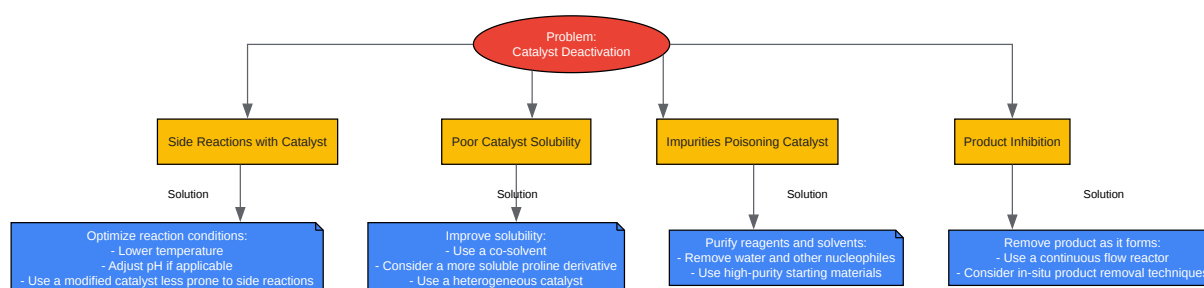 Problem:
Catalyst Deactivation
Side Reactions with Catalyst
Poor Catalyst Solubility
Impurities Poisoning Catalyst
Product Inhibition
Solution
Solution
Solution
Solution
Optimize reaction conditions:
- Lower temperature
- Adjust pH if applicable
- Use a modified catalyst less prone to side reactions
Improve solubility:
- Use a co-solvent
- Consider a more soluble proline derivative
- Use a heterogeneous catalyst
Purify reagents and solvents:
- Remove water and other nucleophiles
- Use high-purity starting materials
Remove product as it forms:
- Use a continuous flow reactor
- Consider in-situ product removal techniques